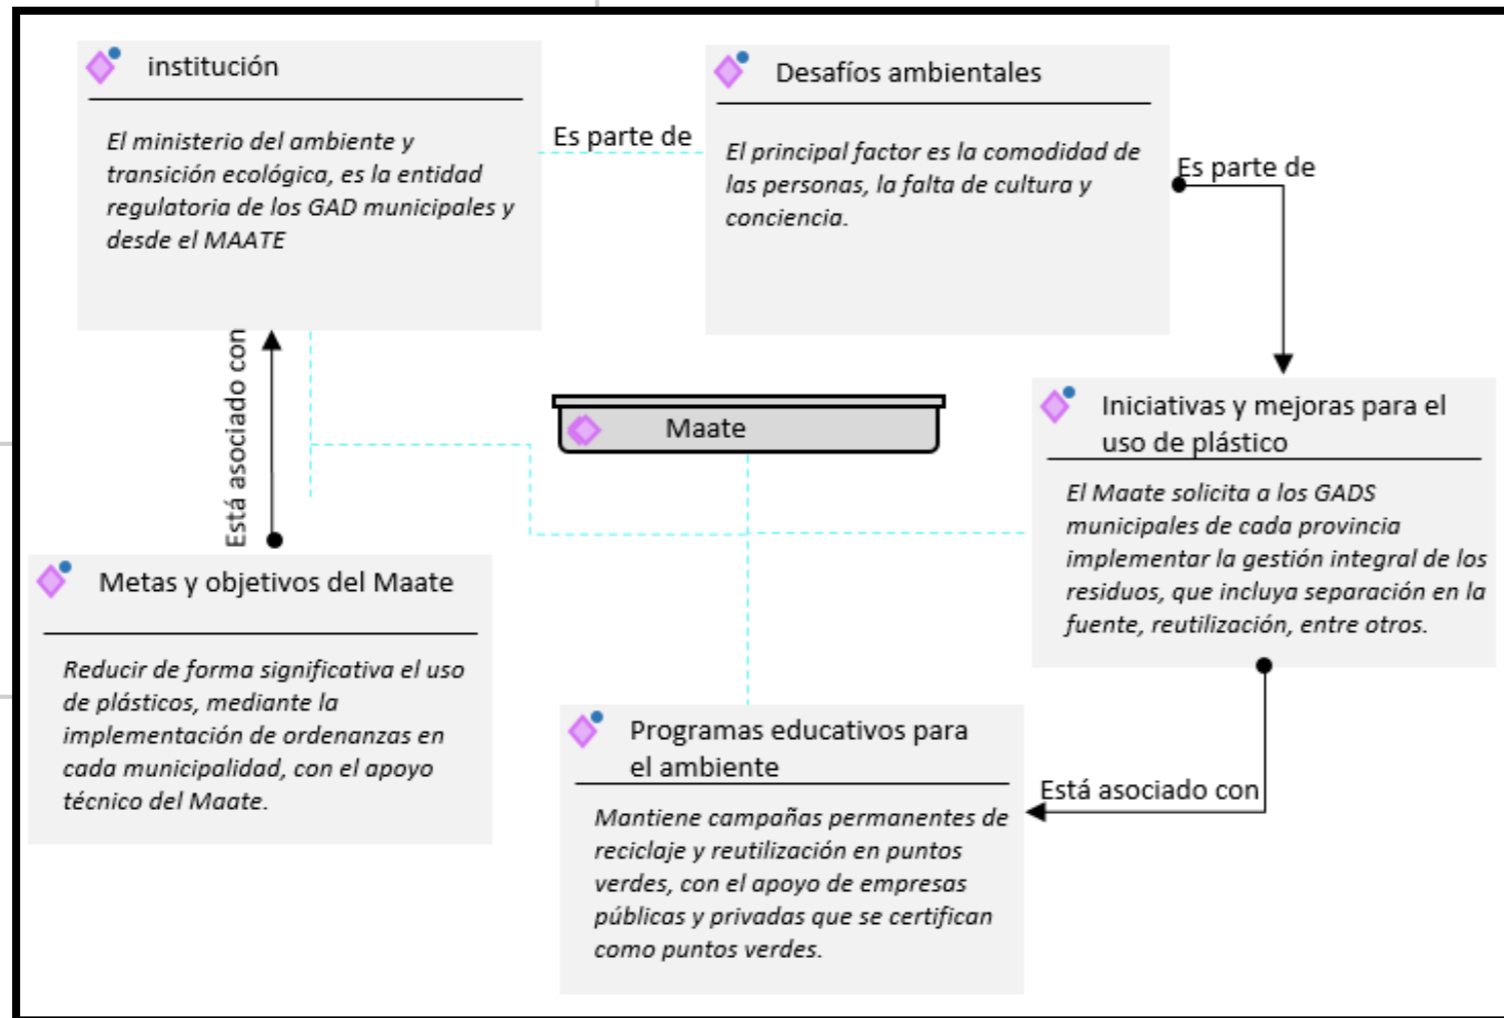 institución
El ministerio del ambiente y
transición ecológica, es la entidad
regulatoria de los GAD municipales y
desde el MAATE
Es parte de
Desafíos ambientales
El principal factor es la comodidad de
las personas, la falta de cultura y
conciencia.
Es parte de
Está asociado con
Maate
Iniciativas y mejoras para el
uso de plástico
El Maate solicita a los GADS
municipales de cada provincia
implementar la gestión integral de los
residuos, que incluya separación en la
fuente, reutilización, entre otros.
Metas y objetivos del Maate
Reducir de forma significativa el uso
de plásticos, mediante la
implementación de ordenanzas en
cada municipalidad, con el apoyo
técnico del Maate.
Programas educativos para
el ambiente
Mantiene campañas permanentes de
reciclaje y reutilización en puntos
verdes, con el apoyo de empresas
públicas y privadas que se certifican
como puntos verdes.
Está asociado con